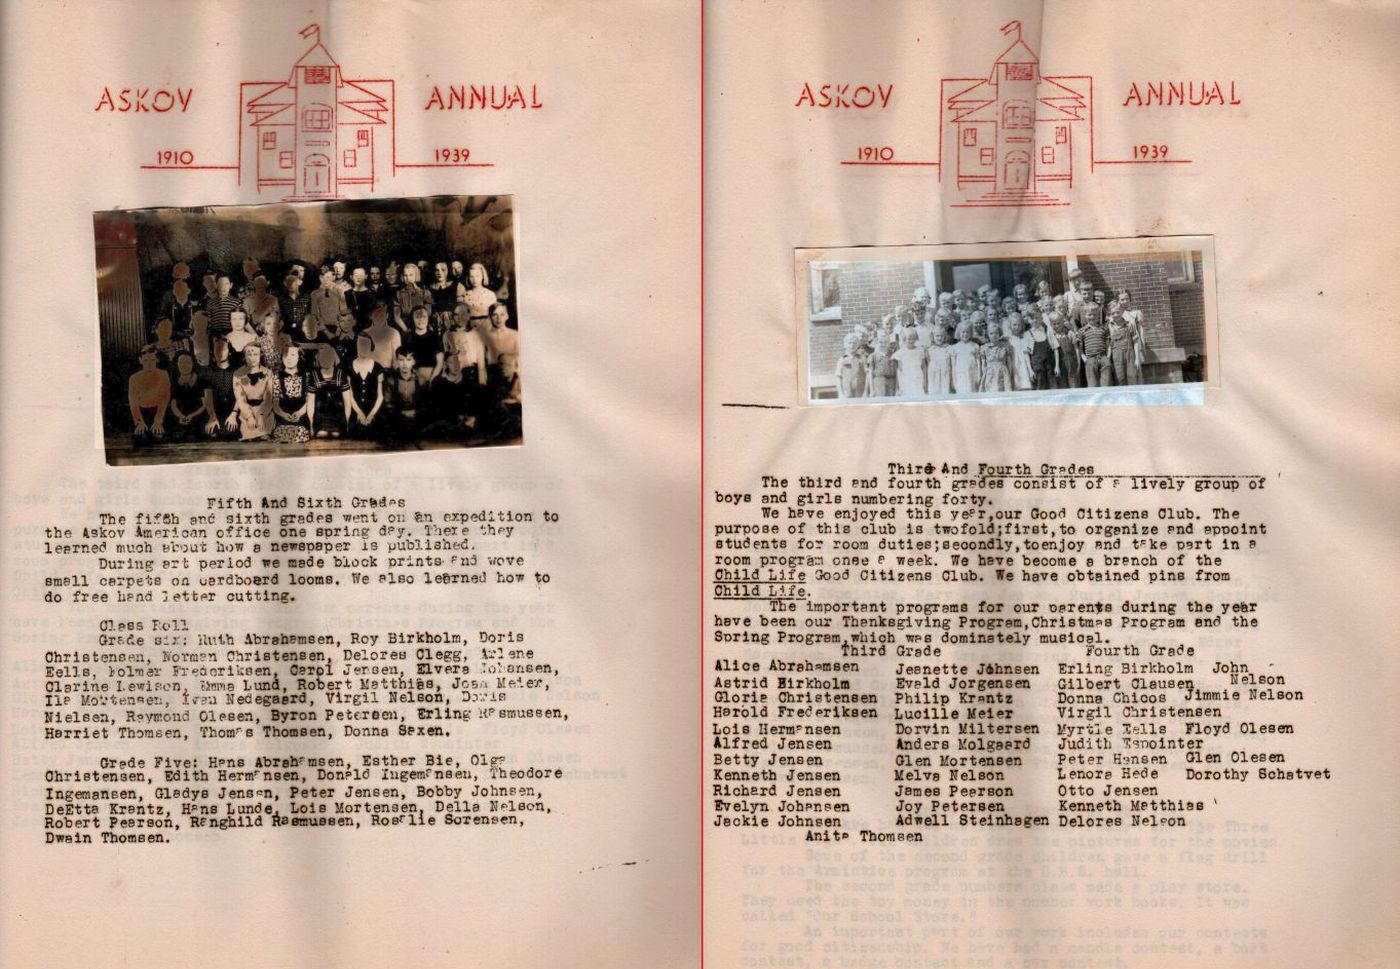 ASKOV ANNUAL
1910 1939
Fifth And Sixth Grades
The fifth and sixth grades went on an expedition to
the Askov American office one spring day. There they
learned much about how a newspaper is published.
During art period we made block prints and wove
small carpets on cardboard looms. We also learned how to
do free hand letter cutting.
Class Roll
Grade six: Ruth Abrahamsen, Roy Birkholm, Doris
Christensen, Norman Christensen, Delores Clegg, Arlene
Eells, Folmer Frederiksen, Carol Jensen, Elvera Johansen,
Clarine Lewison, Emma Lund, Robert Matthias, Joan Meier,
Ila Mortensen, Ivan Nedegaard, Virgil Nelson, Doris
Nielsen, Raymond Olesen, Byron Petersen, Erling Rasmussen,
Harriet Thomsen, Thomas Thomsen, Donna Saxen.
Grade Five: Hans Abrahamsen, Esther Bie, Olga
Christensen, Edith Hermansen, Donald Ingemansen, Theodore
Ingemansen, Gladys Jensen, Peter Jensen, Bobby Johnsen,
DeEtta Krantz, Hans Lunde, Lois Mortensen, Della Nelson,
Robert Pearson, Ranghild Rasmussen, Rosalie Sorensen,
Dwain Thomsen.
ASKOV ANNUAL
1910 1939
Third And Fourth Grades
The third and fourth grades consist of a lively group of
boys and girls numbering forty.
We have enjoyed this year,our Good Citizens Club. The
purpose of this club is twofold;first,to organize and appoint
students for room duties;secondly,toenjoy and take part in a
room program onse a week. We have become a branch of the
Child Life Good Citizens Club. We have obtained pins from
Child Life.
The important programs for our parents during the year
have been our Thanksgiving Program,Christmas Program and the
Spring Program,which was dominately musical.
Third Grade Fourth Grade
Alice Abrahamsen Jeanette Johnsen Erling Birkholm John Nelson
Astrid Birkholm Evald Jorgensen Gilbert Clausen
Gloria Christensen Philip Krantz Donna Chicos Jimmie Nelson
Harold Frederiksen Lucille Meier Virgil Christensen
Lois Hermansen Dorvin Miltersen Myrtle Eells Floyd Olesen
Alfred Jensen Anders Molgaard Judith Espointer
Betty Jensen Glen Mortensen Peter Hansen Glen Olesen
Kenneth Jensen Melva Nelson Lenora Hede Dorothy Schatvet
Richard Jensen James Pearson Otto Jensen
Evelyn Johansen Joy Petersen Kenneth Matthias
Jackie Johnsen Adwell Steinhagen Delores Nelson
Anita Thomsen